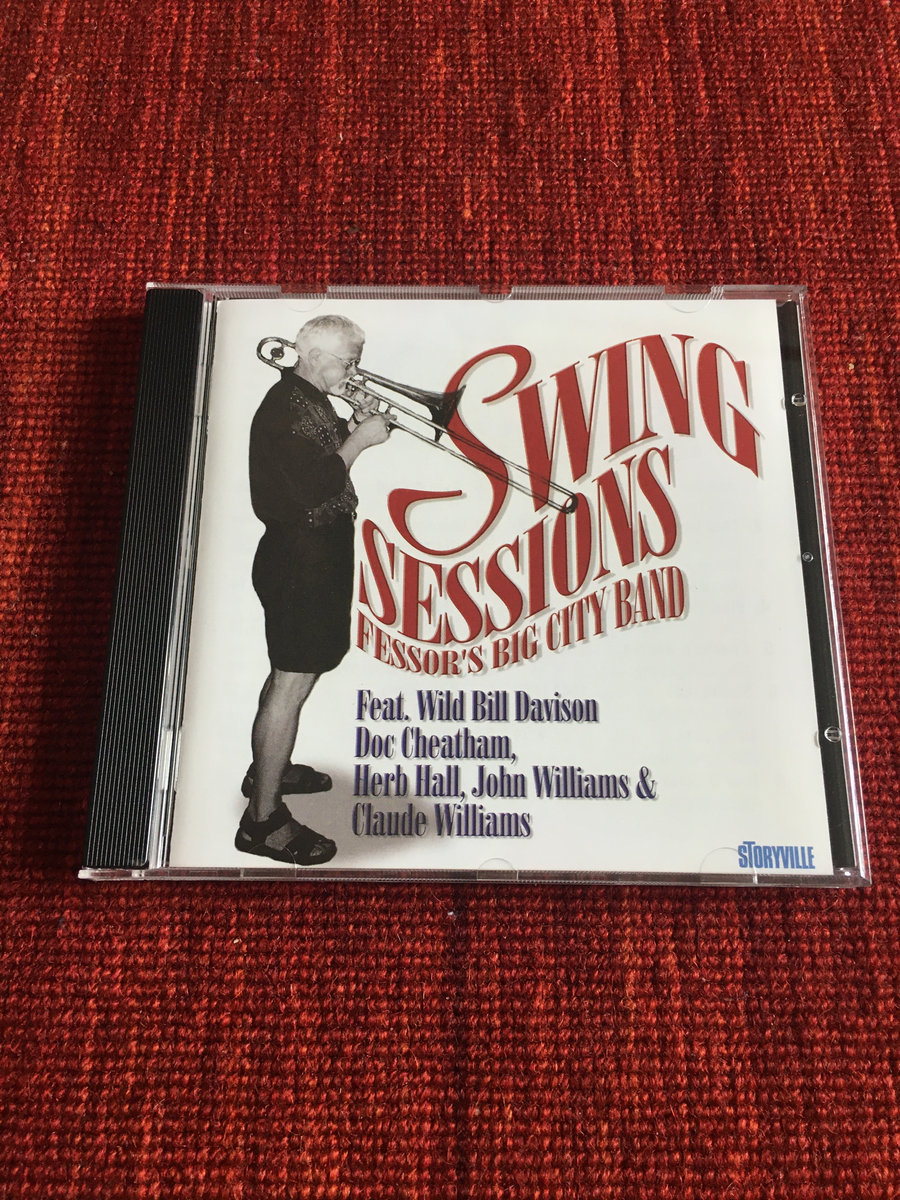 SWING
SESSIONS
FESSOR'S BIG CITY BAND
Feat. Wild Bill Davison
Doc Cheatham,
Herb Hall, John Williams &
Claude Williams
STORYVILLE